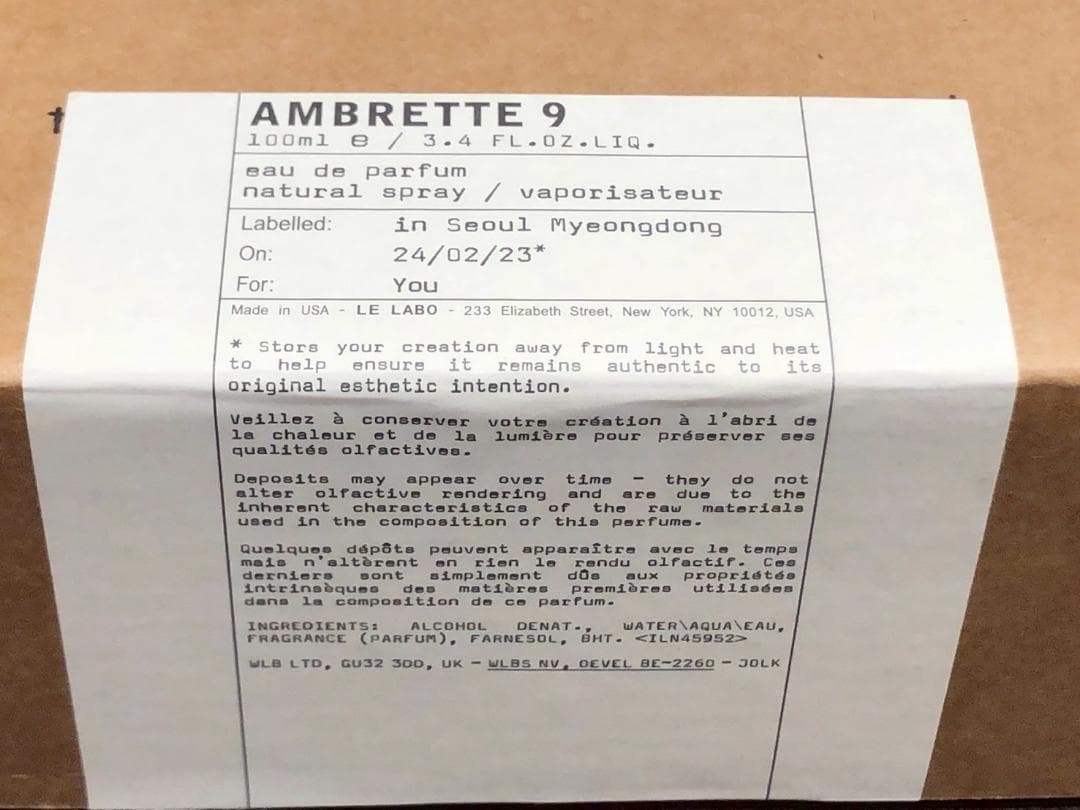 AMBRETTE 9
100ml e / 3.4 FL.OZ.LIQ.
eau de parfum
natural spray / vaporisateur
Labelled: in Seoul Myeongdong
On: 24/02/23*
For: You
Made in USA - LE LABO - 233 Elizabeth Street, New York, NY 10012, USA
* Store your creation away from light and heat
to help ensure it remains authentic to its
original esthetic intention.
Veillez à conserver votre création à l'abri de
la chaleur et de la lumière pour préserver ses
qualités olfactives.
Deposits may appear over time - they do not
alter olfactive rendering and are due to the
inherent characteristics of the raw materials
used in the composition of this perfume.
Quelques dépôts peuvent apparaître avec le temps
mais n'altèrent en rien le rendu olfactif. Ces
derniers sont simplement dûs aux propriétés
intrinsèques des matières premières utilisées
dans la composition de ce parfum.
INGREDIENTS: ALCOHOL DENAT., WATER\AQUA\EAU,
FRAGRANCE (PARFUM), FARNESOL, BHT. <ILN45952>
WLB LTD, GU32 3QD, UK - WLBS NV, OEVEL BE-2260 - JOLK